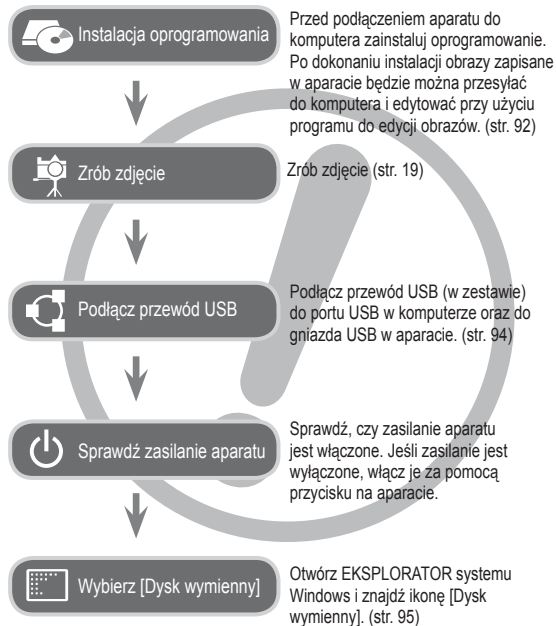 Instalacja oprogramowania
Przed podłączeniem aparatu do
komputera zainstaluj oprogramowanie.
Po dokonaniu instalacji obrazy zapisane
w aparacie będzie można przesyłać
do komputera i edytować przy użyciu
programu do edycji obrazów. (str. 92)
Zrób zdjęcie
Zrób zdjęcie (str. 19)
Podłącz przewód USB
Podłącz przewód USB (w zestawie)
do portu USB w komputerze oraz do
gniazda USB w aparacie. (str. 94)
Sprawdź zasilanie aparatu
Sprawdź, czy zasilanie aparatu
jest włączone. Jeśli zasilanie jest
wyłączone, włącz je za pomocą
przycisku na aparacie.
Wybierz [Dysk wymienny]
Otwórz EKSPLORATOR systemu
Windows i znajdź ikonę [Dysk
wymienny]. (str. 95)